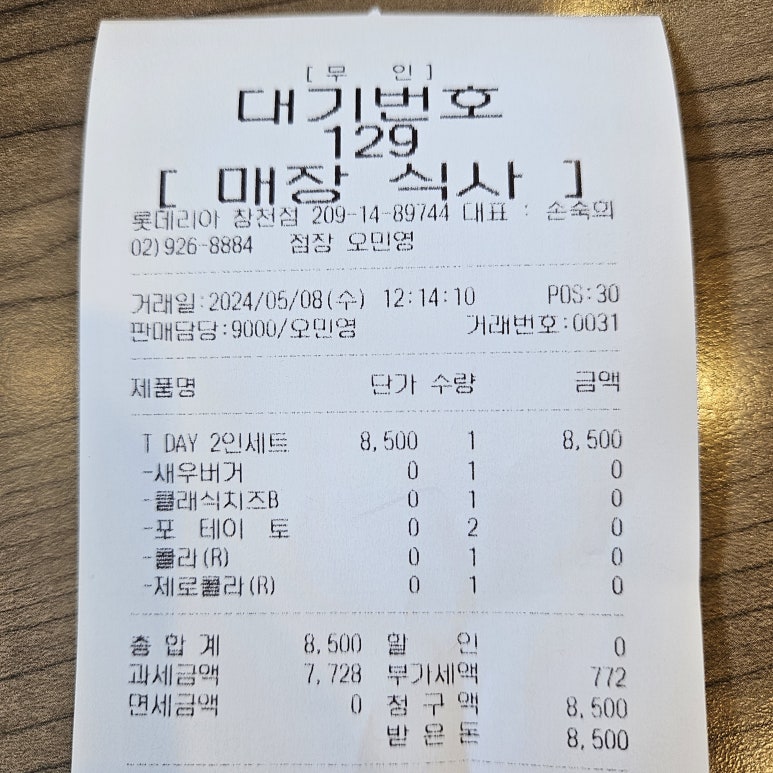 [무 인]
대기번호
129
[ 매장 식사 ]
롯데리아 창천점 209-14-89744 대표 : 손숙희
02)926-8884 점장 오민영
거래일:2024/05/08(수) 12:14:10 POS:30
판매담당:9000/오민영 거래번호:0031
제품명 단가 수량 금액
T DAY 2인세트 8,500 1 8,500
-새우버거 0 1 0
-클래식치즈B 0 1 0
-포 테이 토 0 2 0
-콜라(R) 0 1 0
-제로콜라(R) 0 1 0
총 합 계 8,500 할 인 0
과세금액 7,728 부가세액 772
면세금액 0 청 구 액 8,500
받 은 돈 8,500